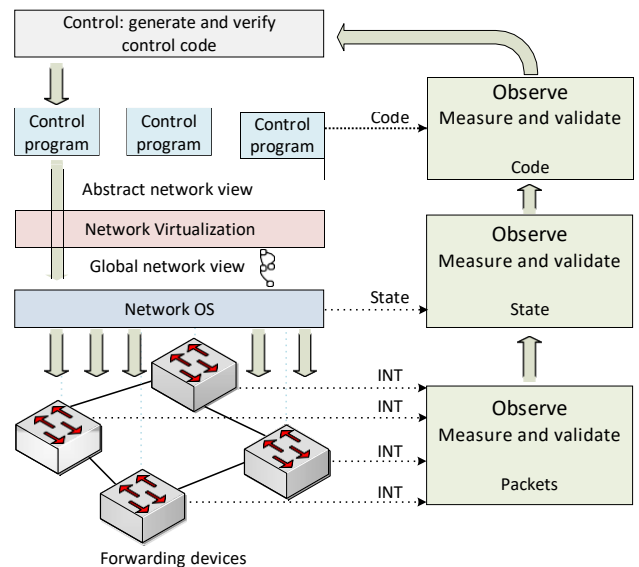 Control: generate and verify
control code
Observe
Measure and validate
Code
Control
program
Control
program
Control
program
Code
Abstract network view
Network Virtualization
Global network view
Observe
Measure and validate
State
Network OS
State
INT
INT
INT
INT
Observe
Measure and validate
Packets
Forwarding devices